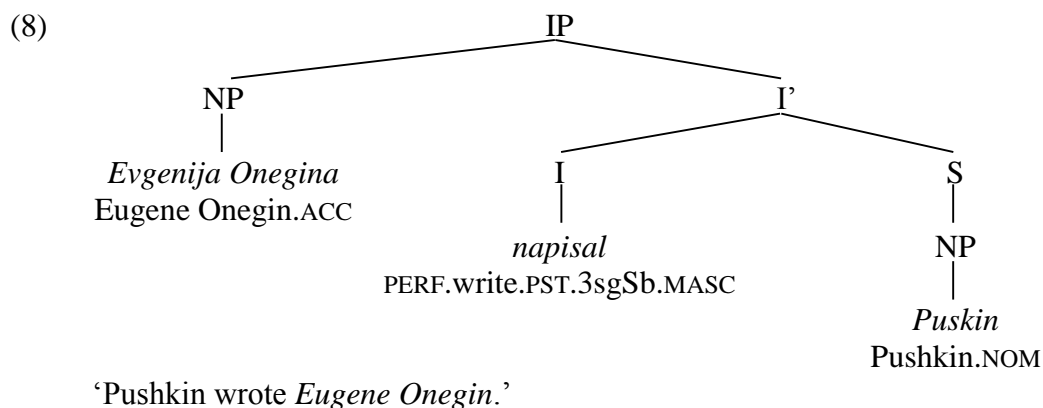 (8) IP
NP I’
Evgenija Onegina I S
Eugene Onegin.ACC
napisal NP
PERF.write.PST.3sgSb.MASC
Puskin
Pushkin.NOM
‘Pushkin wrote Eugene Onegin.’